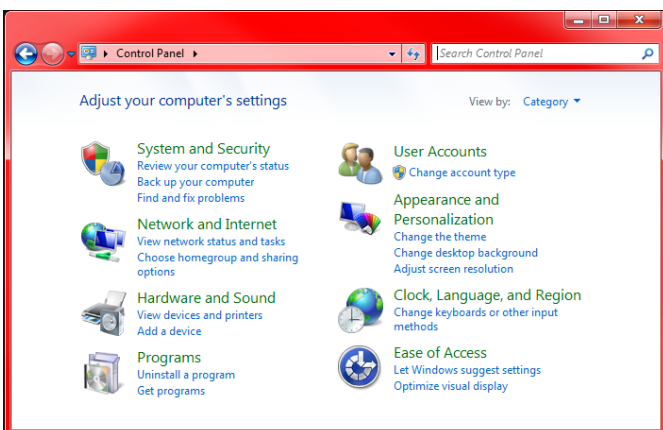 Control Panel
Search Control Panel
Adjust your computer's settings
View by: Category
System and Security
Review your computer's status
Back up your computer
Find and fix problems
Network and Internet
View network status and tasks
Choose homegroup and sharing
options
Hardware and Sound
View devices and printers
Add a device
Programs
Uninstall a program
Get programs
User Accounts
Change account type
Appearance and
Personalization
Change the theme
Change desktop background
Adjust screen resolution
Clock, Language, and Region
Change keyboards or other input
methods
Ease of Access
Let Windows suggest settings
Optimize visual display